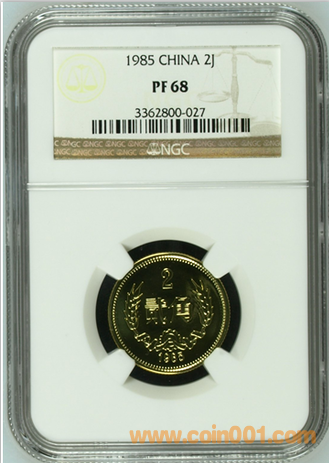 1985 CHINA 2J
PF 68
3362800-027
NGC
2
贰角
1985
www.coin001.com